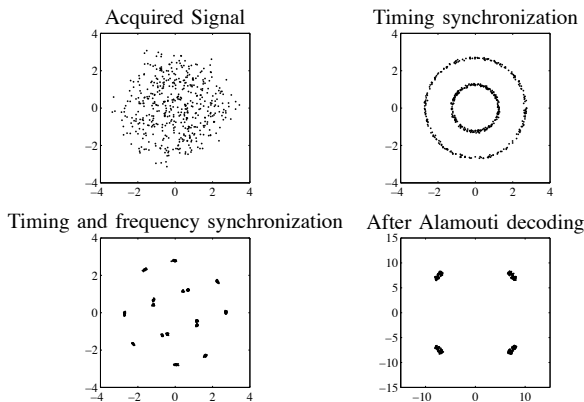 Acquired Signal
4
2
0
−2
−4
−4 −2 0 2 4
Timing synchronization
4
2
0
−2
−4
−4 −2 0 2 4
Timing and frequency synchronization
4
2
0
−2
−4
−4 −2 0 2 4
After Alamouti decoding
15
10
5
0
−5
−10
−15
−10 0 10